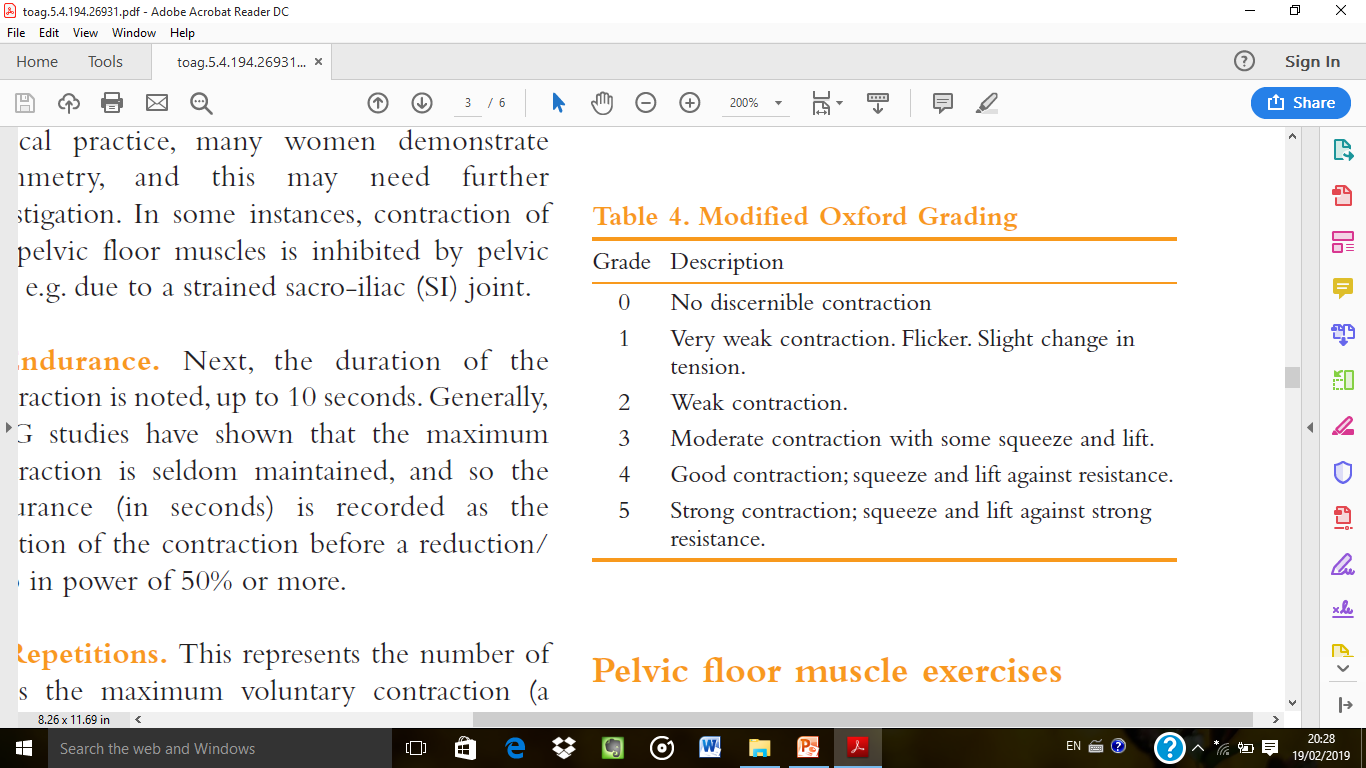 toag.5.4.194.26931.pdf - Adobe Acrobat Reader DC
File Edit View Window Help
Home Tools toag.5.4.194.26931... × Sign In
3 / 6 200% Share
cal practice, many women demonstrate
mmetry, and this may need further
stigation. In some instances, contraction of
pelvic floor muscles is inhibited by pelvic
e.g. due to a strained sacro-iliac (SI) joint.
ndurance. Next, the duration of the
raction is noted, up to 10 seconds. Generally,
G studies have shown that the maximum
raction is seldom maintained, and so the
urance (in seconds) is recorded as the
tion of the contraction before a reduction/
in power of 50% or more.
Repetitions. This represents the number of
s the maximum voluntary contraction (a
Table 4. Modified Oxford Grading
Grade Description
0 No discernible contraction
1 Very weak contraction. Flicker. Slight change in
tension.
2 Weak contraction.
3 Moderate contraction with some squeeze and lift.
4 Good contraction; squeeze and lift against resistance.
5 Strong contraction; squeeze and lift against strong
resistance.
Pelvic floor muscle exercises
8.26 x 11.69 in
Search the web and Windows
EN
20:28
19/02/2019